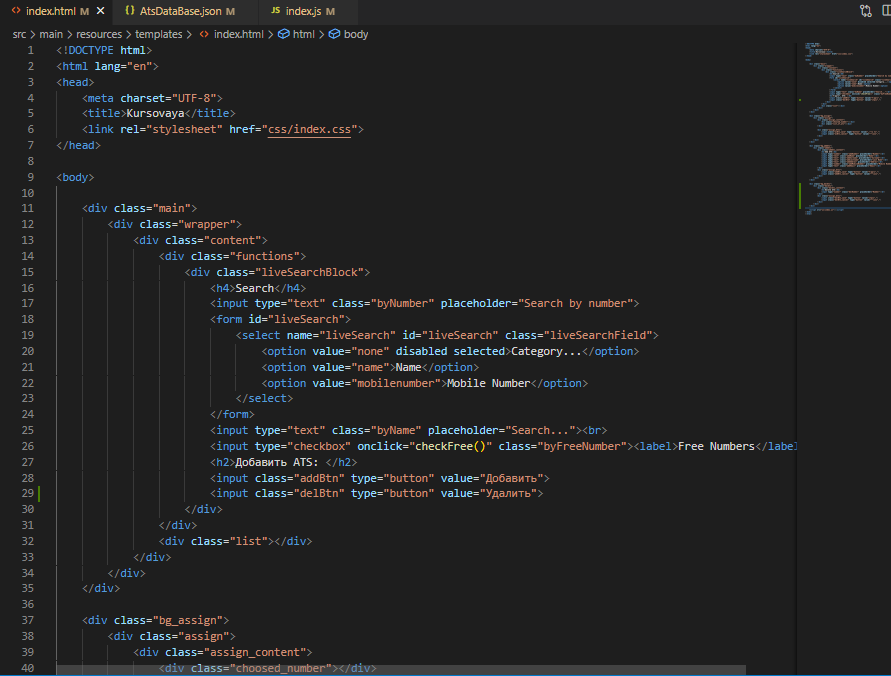 index.html M × {} AtsDataBase.json M JS index.js M
src > main > resources > templates > <> index.html > html > body
1 <!DOCTYPE html>
2 <html lang="en">
3 <head>
4 <meta charset="UTF-8">
5 <title>Kursovaya</title>
6 <link rel="stylesheet" href="css/index.css">
7 </head>
8
9 <body>
10
11 <div class="main">
12 <div class="wrapper">
13 <div class="content">
14 <div class="functions">
15 <div class="liveSearchBlock">
16 <h4>Search</h4>
17 <input type="text" class="byNumber" placeholder="Search by number">
18 <form id="liveSearch">
19 <select name="liveSearch" id="liveSearch" class="liveSearchField">
20 <option value="none" disabled selected>Category...</option>
21 <option value="name">Name</option>
22 <option value="mobilenumber">Mobile Number</option>
23 </select>
24 </form>
25 <input type="text" class="byName" placeholder="Search..."><br>
26 <input type="checkbox" onclick="checkFree()" class="byFreeNumber"><label>Free Numbers</label
27 <h2>Добавить ATS: </h2>
28 <input class="addBtn" type="button" value="Добавить">
29 <input class="delBtn" type="button" value="Удалить">
30 </div>
31 </div>
32 <div class="list"></div>
33 </div>
34 </div>
35 </div>
36
37 <div class="bg_assign">
38 <div class="assign">
39 <div class="assign_content">
40 <div class="choosed_number"></div>